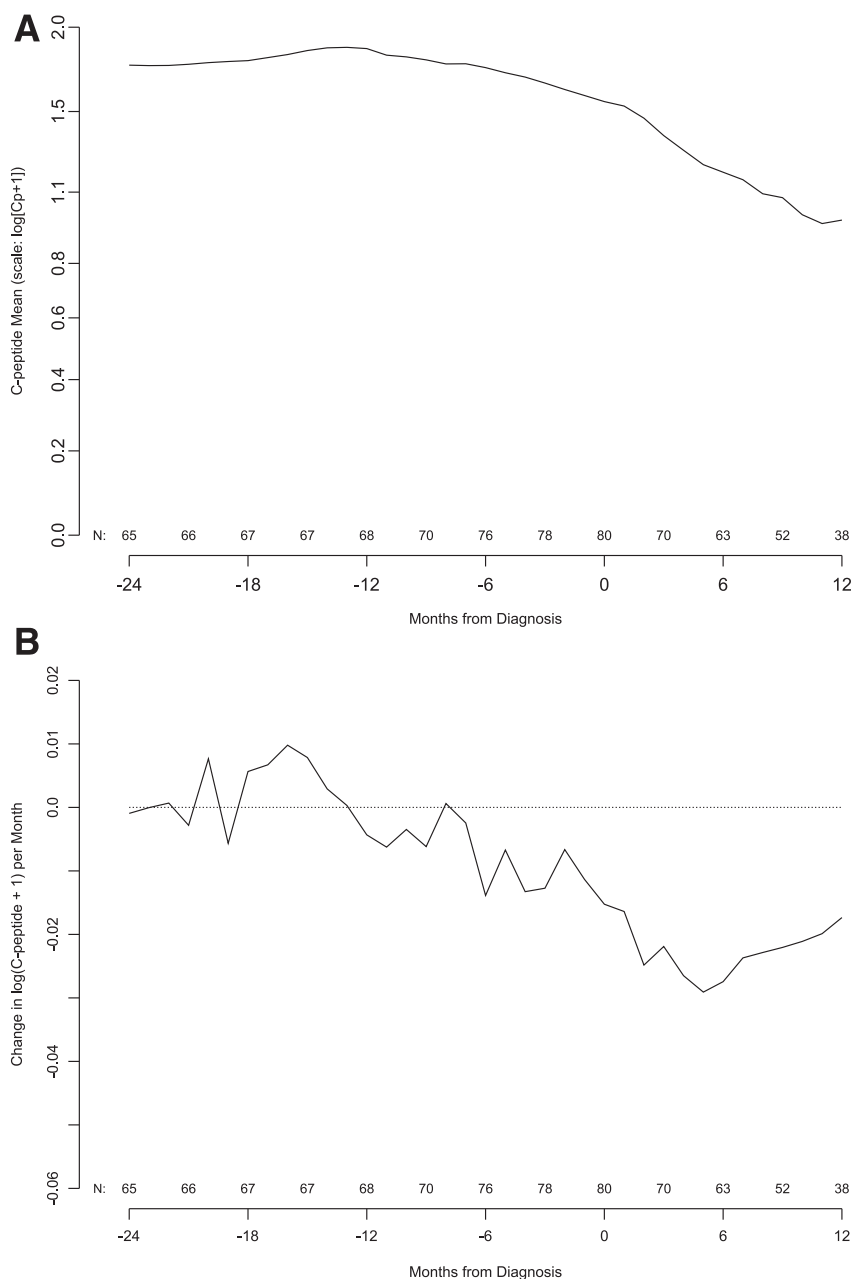 A
C-peptide Mean (scale: log[Cp+1])
2.0
1.5
1.1
0.8
0.6
0.4
0.2
0.0
N: 65 66 67 67 68 70 76 78 80 70 63 52 38
-24 -18 -12 -6 0 6 12
Months from Diagnosis
B
Change in log(C-peptide + 1) per Month
0.02
0.01
0.0
-0.02
-0.04
-0.06
N: 65 66 67 67 68 70 76 78 80 70 63 52 38
-24 -18 -12 -6 0 6 12
Months from Diagnosis